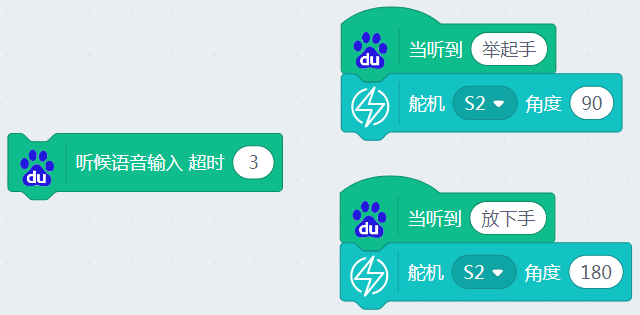 du 听候语音输入 超时 3
du 当听到 举起手
舵机 S2 角度 90
du 当听到 放下手
舵机 S2 角度 180